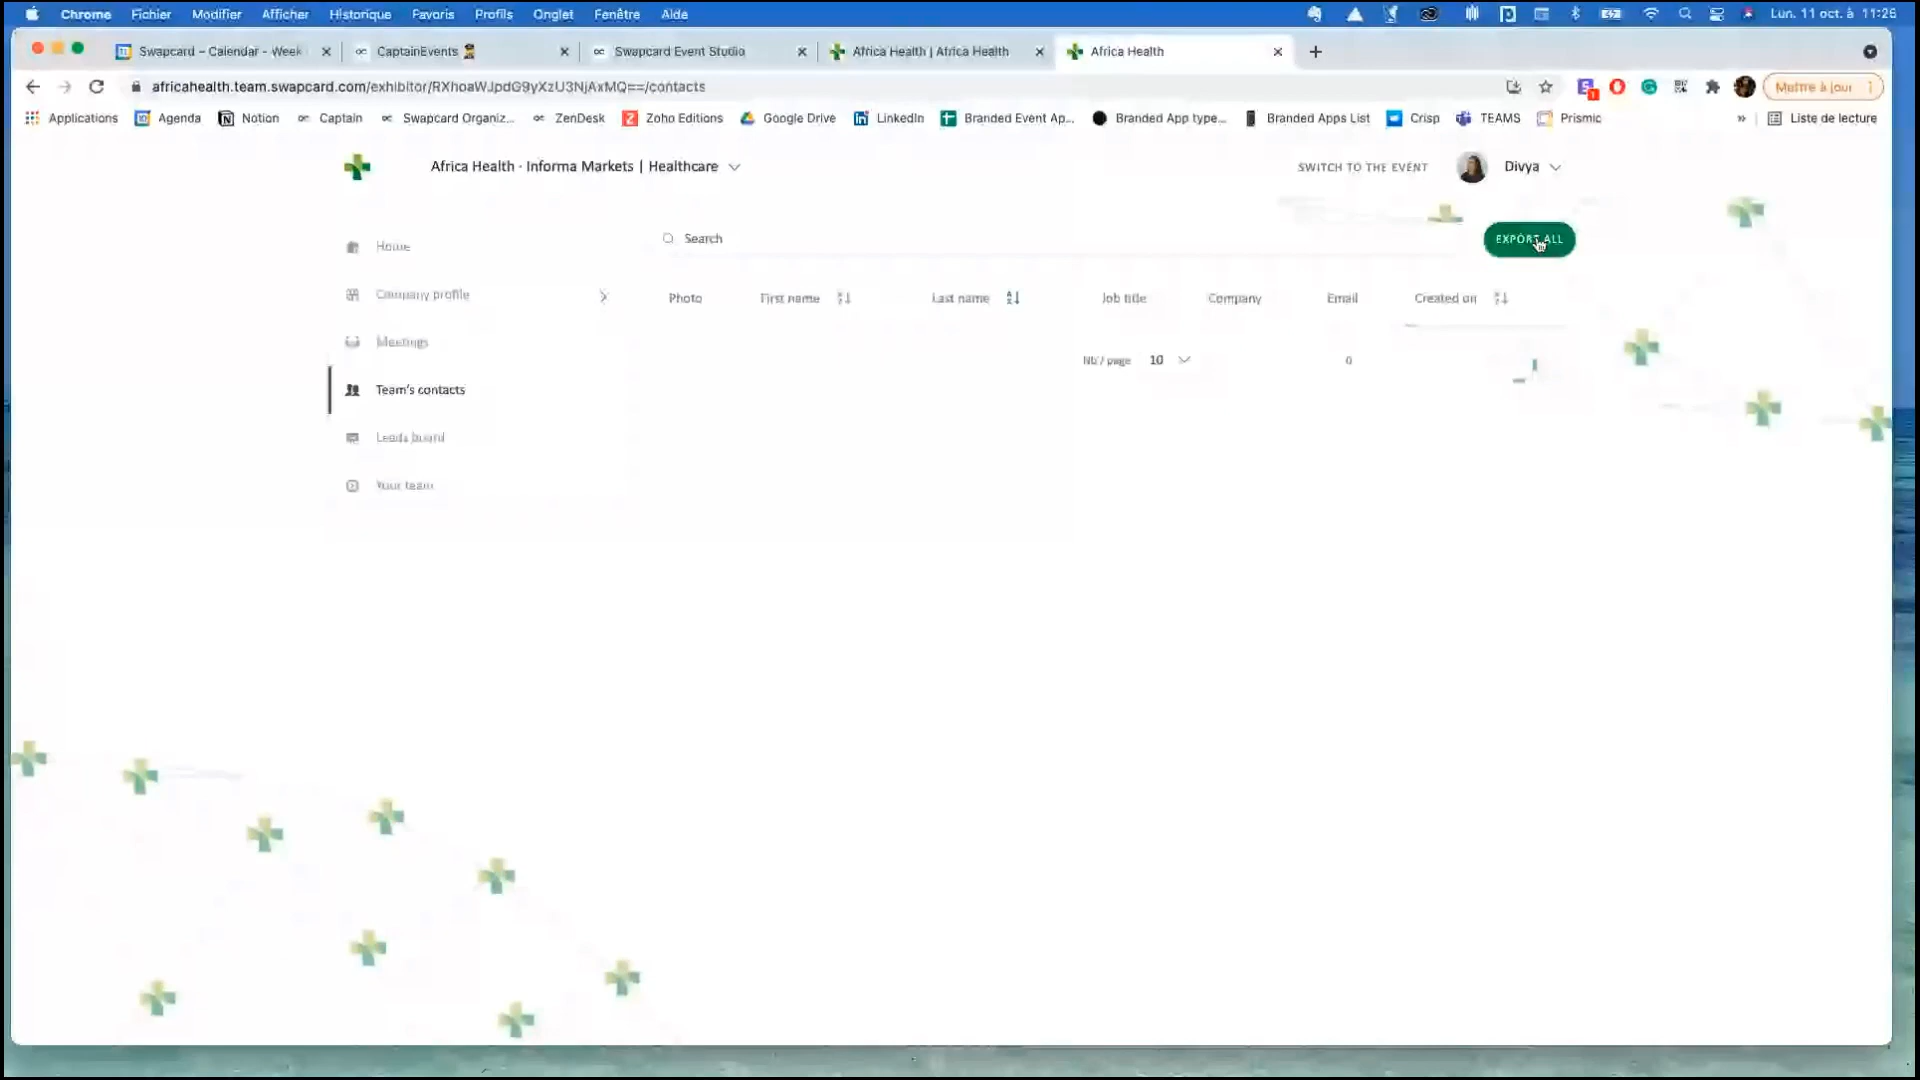 Chrome Fichier Modifier Afficher Historique Favoris Profils Onglet Fenêtre Aide Lun. 11 oct. à 11:26
Swapcard – Calendar - Week CaptainEvents Swapcard Event Studio Africa Health | Africa Health Africa Health
africahealth.team.swapcard.com/exhibitor/RXhoaWJpdG9yXzU3NjAxMQ==/contacts Mettre à jour
Applications Agenda Notion Captain Swapcard Organiz... ZenDesk Zoho Editions Google Drive LinkedIn Branded Event Ap... Branded App type... Branded Apps List Crisp TEAMS Prismic » Liste de lecture
Africa Health - Informa Markets | Healthcare SWITCH TO THE EVENT Divya
Search EXPORT ALL
Home
Company profile
Meetings
Team's contacts
Leads board
Your team
Photo First name Last name Job title Company Email Created on
Nb / page 10 0